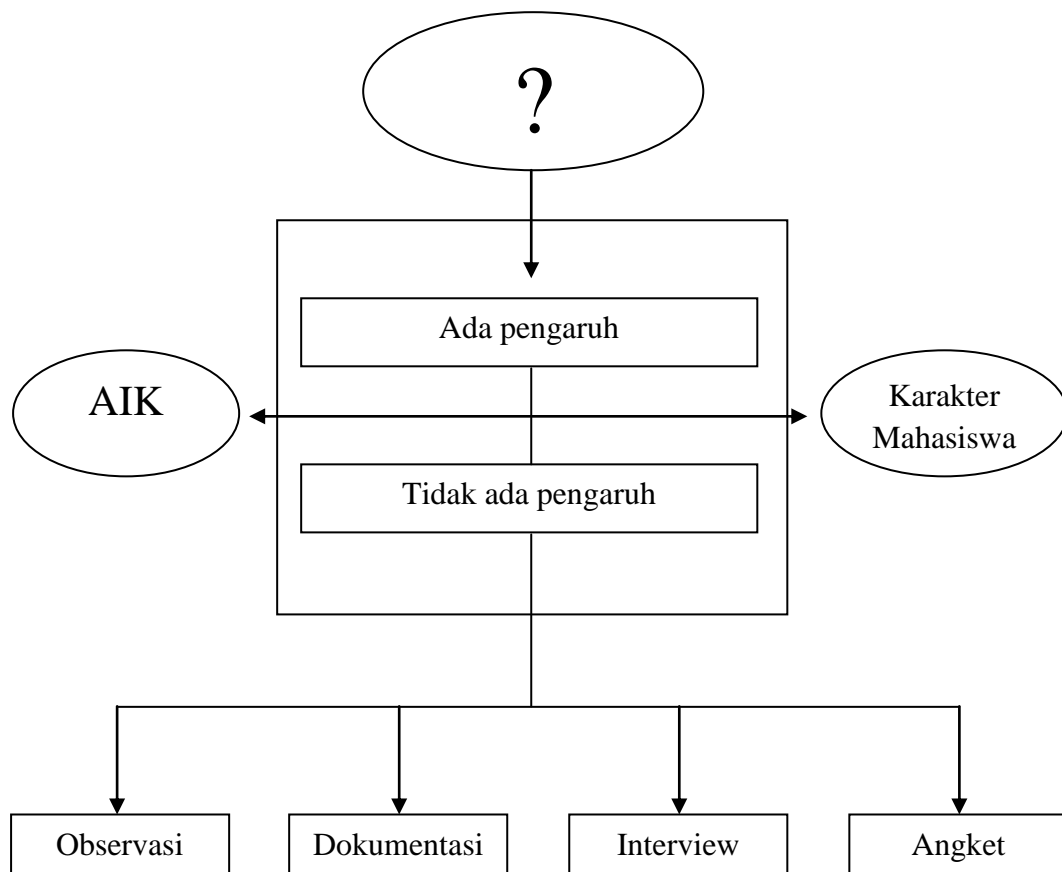 ?
Ada pengaruh
AIK
Karakter
Mahasiswa
Tidak ada pengaruh
Observasi
Dokumentasi
Interview
Angket